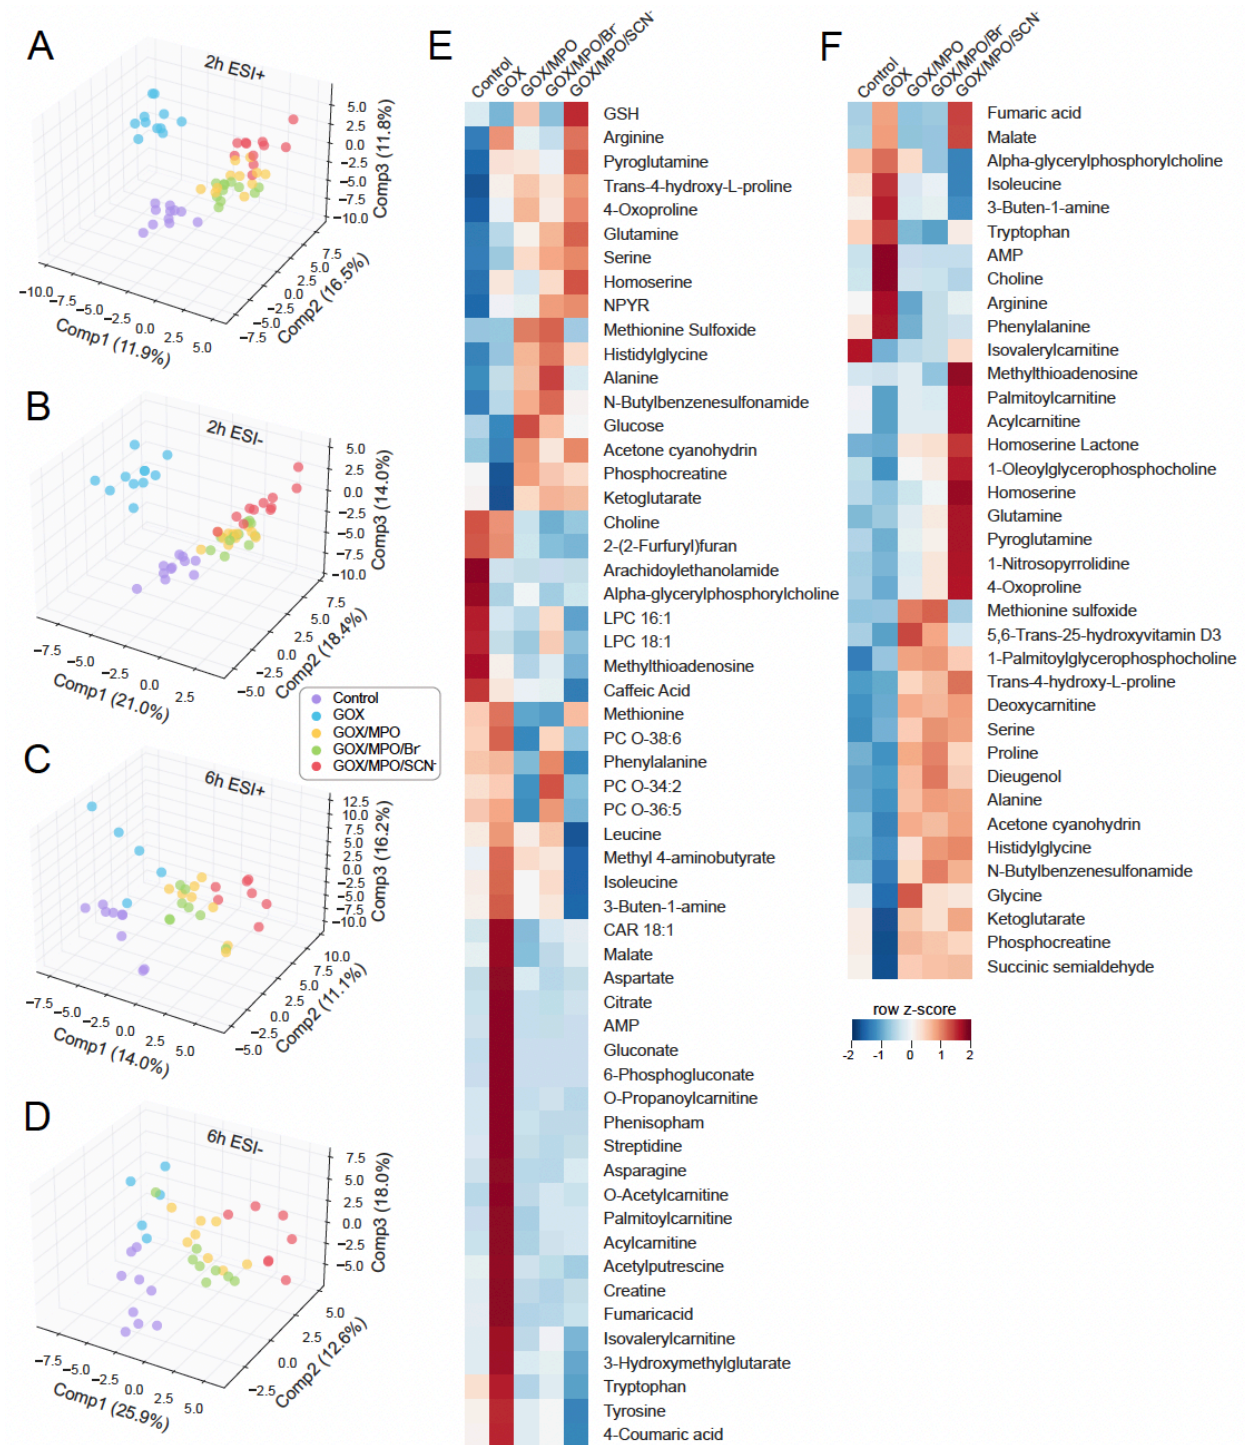 A
2h ESI+
5.0
2.5
0.0
−2.5
−5.0
−7.5
−10.0
Comp3 (11.8%)
−10.0
−7.5
−5.0
−2.5
0.0
2.5
5.0
Comp1 (11.9%)
7.5
5.0
2.5
0.0
−2.5
−5.0
−7.5
Comp2 (16.5%)
B
2h ESI-
5.0
2.5
0.0
−2.5
−5.0
−7.5
−10.0
Comp3 (14.0%)
−7.5
−5.0
−2.5
0.0
2.5
Comp1 (21.0%)
7.5
5.0
2.5
0.0
−2.5
−5.0
Comp2 (18.4%)
Control
GOX
GOX/MPO
GOX/MPO/Br-
GOX/MPO/SCN-
C
6h ESI+
12.5
10.0
7.5
5.0
2.5
0.0
−2.5
−5.0
−7.5
−10.0
Comp3 (16.2%)
−7.5
−5.0
−2.5
0.0
2.5
5.0
Comp1 (14.0%)
10.0
7.5
5.0
2.5
0.0
−2.5
−5.0
Comp2 (11.1%)
D
6h ESI-
7.5
5.0
2.5
0.0
−2.5
−5.0
Comp3 (18.0%)
−7.5
−5.0
−2.5
0.0
2.5
5.0
Comp1 (25.9%)
5.0
2.5
0.0
−2.5
Comp2 (12.6%)
E
Control
GOX
GOX/MPO
GOX/MPO/Br-
GOX/MPO/SCN-
GSH
Arginine
Pyroglutamine
Trans-4-hydroxy-L-proline
4-Oxoproline
Glutamine
Serine
Homoserine
NPYR
Methionine Sulfoxide
Histidylglycine
Alanine
N-Butylbenzenesulfonamide
Glucose
Acetone cyanohydrin
Phosphocreatine
Ketoglutarate
Choline
2-(2-Furfuryl)furan
Arachidoylethanolamide
Alpha-glycerylphosphorylcholine
LPC 16:1
LPC 18:1
Methylthioadenosine
Caffeic Acid
Methionine
PC O-38:6
Phenylalanine
PC O-34:2
PC O-36:5
Leucine
Methyl 4-aminobutyrate
Isoleucine
3-Buten-1-amine
CAR 18:1
Malate
Aspartate
Citrate
AMP
Gluconate
6-Phosphogluconate
O-Propanoylcarnitine
Phenisopham
Streptidine
Asparagine
O-Acetylcarnitine
Palmitoylcarnitine
Acylcarnitine
Acetylputrescine
Creatine
Fumaricacid
Isovalerylcarnitine
3-Hydroxymethylglutarate
Tryptophan
Tyrosine
4-Coumaric acid
F
Control
GOX
GOX/MPO
GOX/MPO/Br-
GOX/MPO/SCN-
Fumaric acid
Malate
Alpha-glycerylphosphorylcholine
Isoleucine
3-Buten-1-amine
Tryptophan
AMP
Choline
Arginine
Phenylalanine
Isovalerylcarnitine
Methylthioadenosine
Palmitoylcarnitine
Acylcarnitine
Homoserine Lactone
1-Oleoylglycerophosphocholine
Homoserine
Glutamine
Pyroglutamine
1-Nitrosopyrrolidine
4-Oxoproline
Methionine sulfoxide
5,6-Trans-25-hydroxyvitamin D3
1-Palmitoylglycerophosphocholine
Trans-4-hydroxy-L-proline
Deoxycarnitine
Serine
Proline
Dieugenol
Alanine
Acetone cyanohydrin
Histidylglycine
N-Butylbenzenesulfonamide
Glycine
Ketoglutarate
Phosphocreatine
Succinic semialdehyde
row z-score
-2 -1 0 1 2